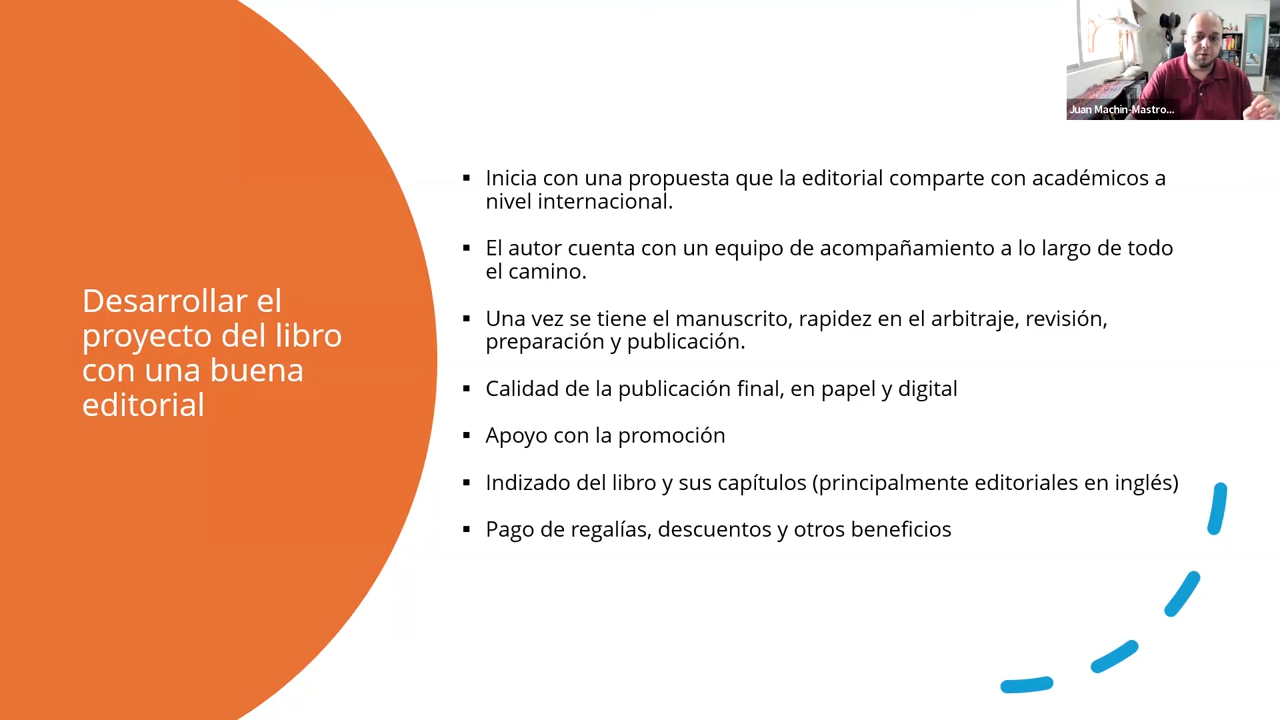 Juan Machin-Mastro...
Desarrollar el
proyecto del libro
con una buena
editorial
▪ Inicia con una propuesta que la editorial comparte con académicos a
nivel internacional.
▪ El autor cuenta con un equipo de acompañamiento a lo largo de todo
el camino.
▪ Una vez se tiene el manuscrito, rapidez en el arbitraje, revisión,
preparación y publicación.
▪ Calidad de la publicación final, en papel y digital
▪ Apoyo con la promoción
▪ Indizado del libro y sus capítulos (principalmente editoriales en inglés)
▪ Pago de regalías, descuentos y otros beneficios